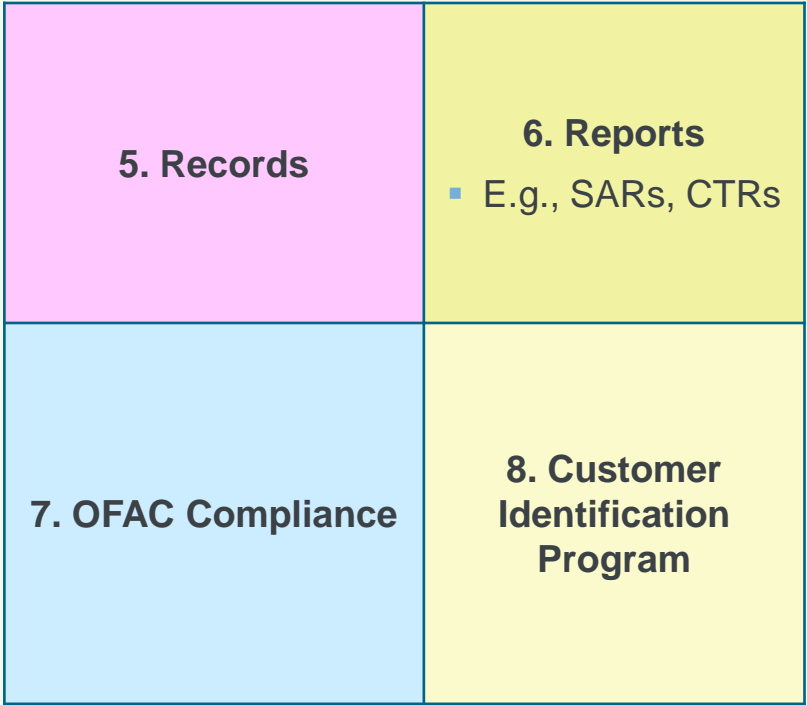 5. Records
6. Reports
▪ E.g., SARs, CTRs
7. OFAC Compliance
8. Customer
Identification
Program